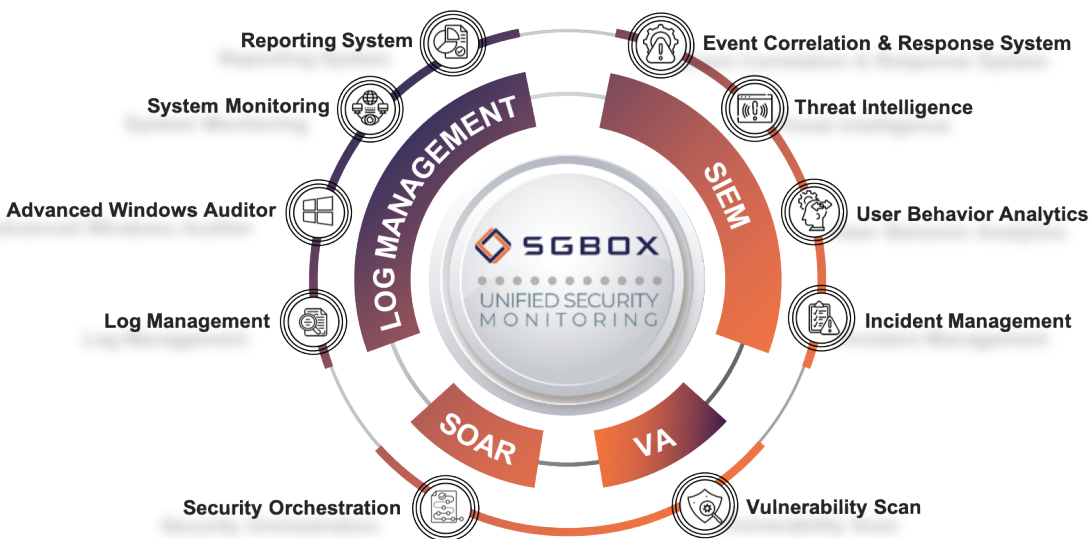 Reporting System
Event Correlation & Response System
System Monitoring
Threat Intelligence
LOG MANAGEMENT
SIEM
Advanced Windows Auditor
User Behavior Analytics
SGBOX
UNIFIED SECURITY
MONITORING
Log Management
Incident Management
SOAR
VA
Security Orchestration
Vulnerability Scan